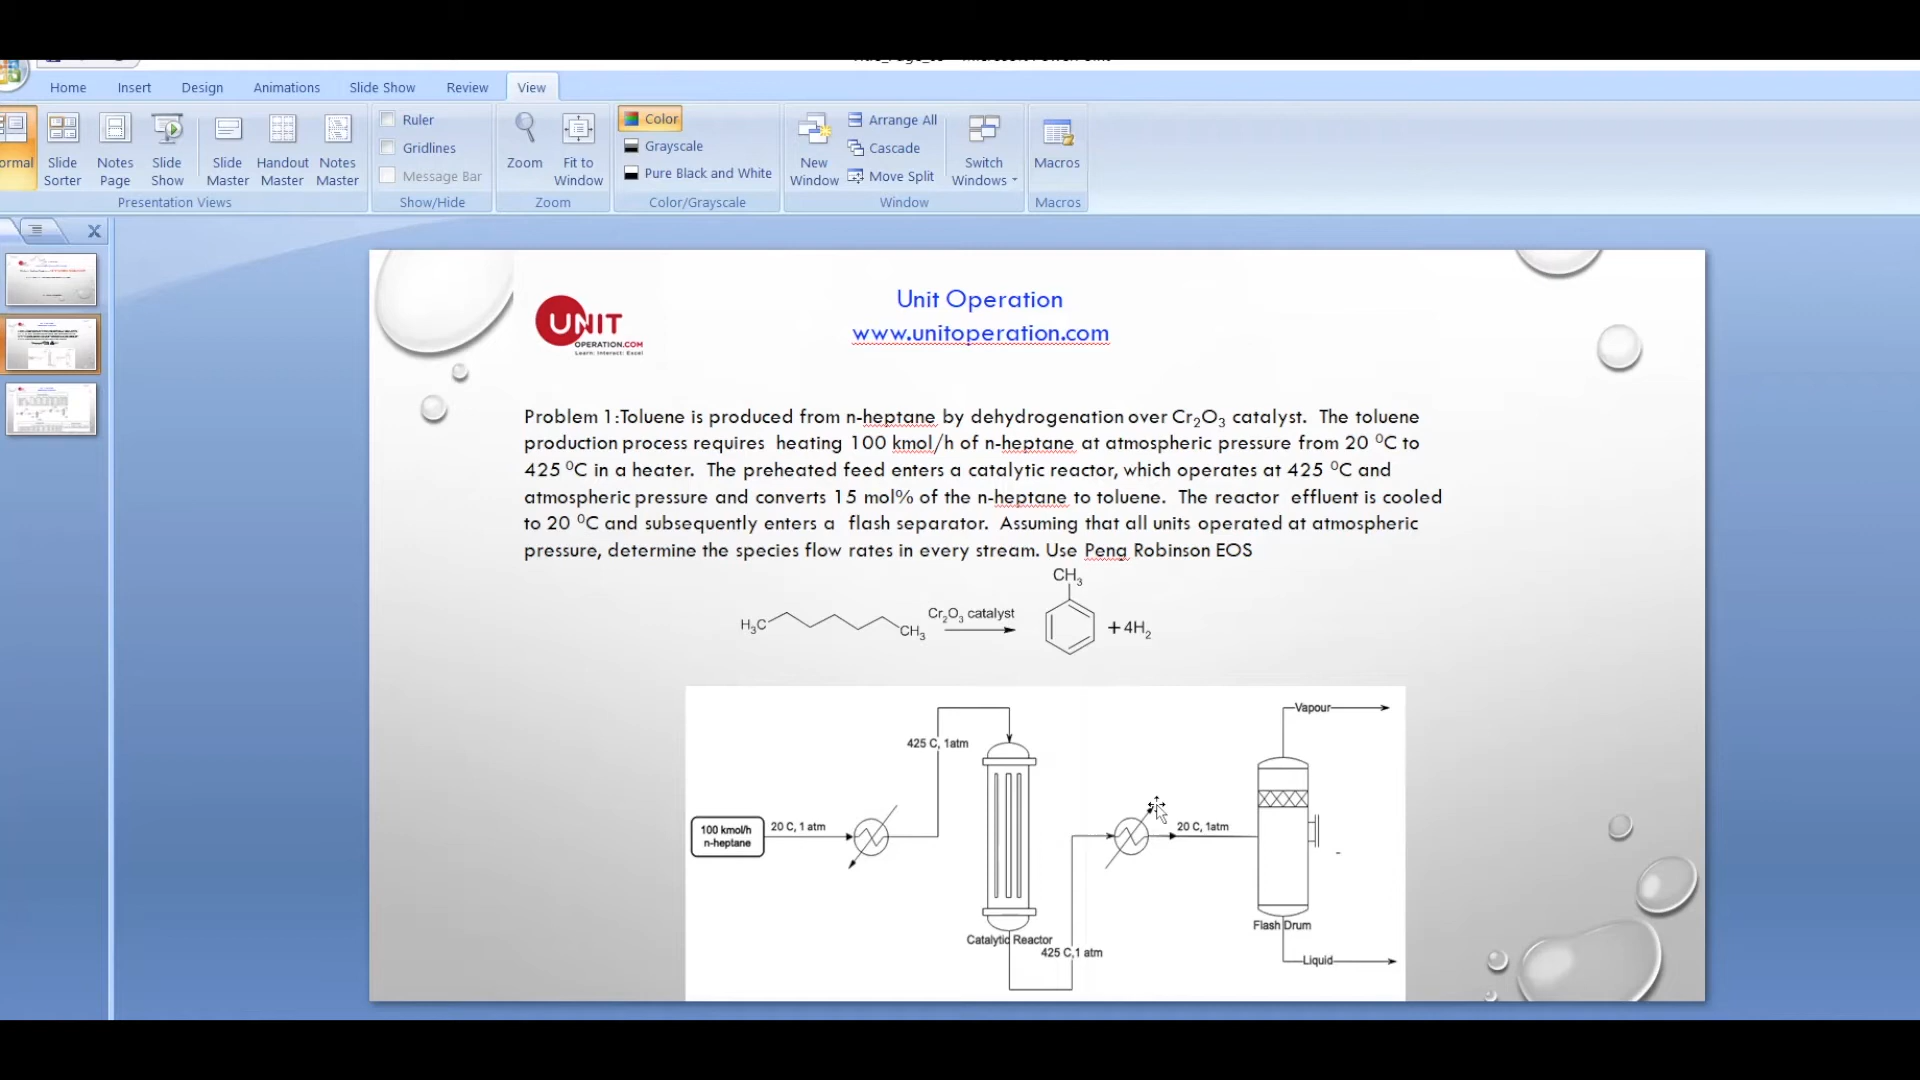 Home Insert Design Animations Slide Show Review View
Ruler
Gridlines
Message Bar
Show/Hide
Slide Sorter
Notes Page
Slide Show
Slide Master
Handout Master
Notes Master
Presentation Views
Zoom
Fit to Window
Zoom
Color
Grayscale
Pure Black and White
Color/Grayscale
New Window
Arrange All
Cascade
Move Split
Switch Windows
Window
Macros
Macros
UNIT
OPERATION.COM
Learn. Interact. Excel
Unit Operation
www.unitoperation.com
Problem 1:Toluene is produced from n-heptane by dehydrogenation over Cr₂O₃ catalyst. The toluene
production process requires heating 100 kmol/h of n-heptane at atmospheric pressure from 20 ⁰C to
425 ⁰C in a heater. The preheated feed enters a catalytic reactor, which operates at 425 ⁰C and
atmospheric pressure and converts 15 mol% of the n-heptane to toluene. The reactor effluent is cooled
to 20 ⁰C and subsequently enters a flash separator. Assuming that all units operated at atmospheric
pressure, determine the species flow rates in every stream. Use Peng Robinson EOS
CH₃
H₃C
CH₃
Cr₂O₃ catalyst
+4H₂
Vapour
425 C, 1atm
100 kmol/h
n-heptane
20 C, 1 atm
20 C, 1atm
Catalytic Reactor
425 C,1 atm
Flash Drum
Liquid